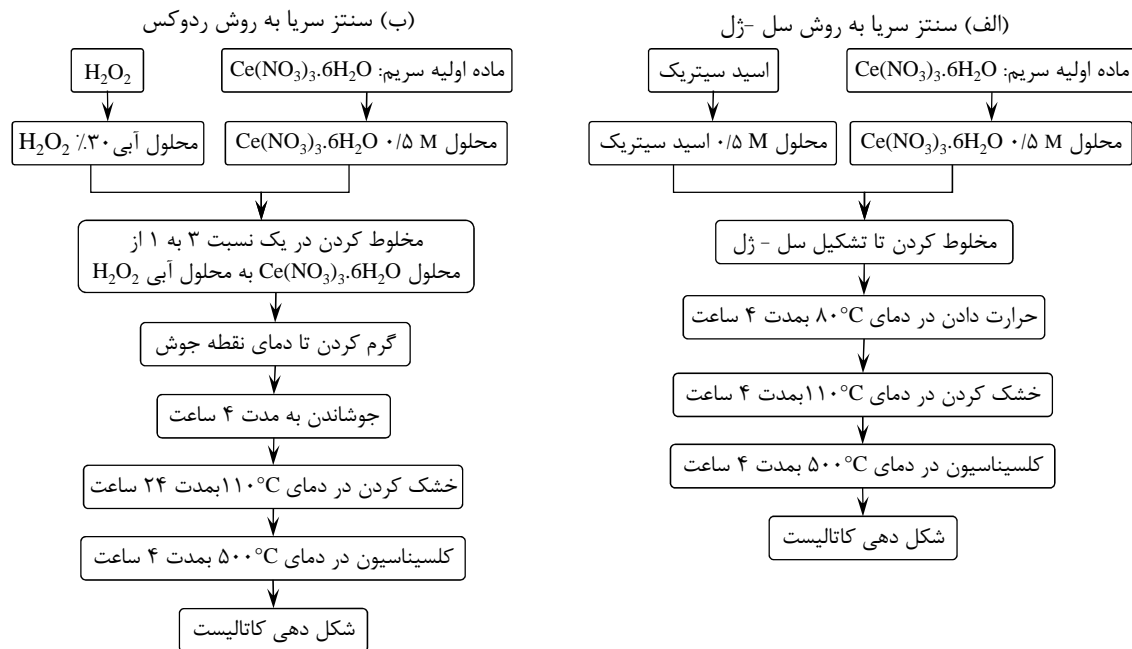 (الف) سنتز سریا به روش سل -ژل
ماده اولیه سریم: Ce(NO3)3.6H2O
اسید سیتریک
محلول Ce(NO3)3.6H2O ۰/۵ M
محلول ۰/۵ M اسید سیتریک
مخلوط کردن تا تشکیل سل - ژل
حرارت دادن در دمای ۸۰°C بمدت ۴ ساعت
خشک کردن در دمای ۱۱۰°Cبمدت ۴ ساعت
کلسیناسیون در دمای ۵۰۰°C بمدت ۴ ساعت
شکل دهی کاتالیست
(ب) سنتز سریا به روش ردوکس
ماده اولیه سریم: Ce(NO3)3.6H2O
H2O2
محلول Ce(NO3)3.6H2O ۰/۵ M
محلول آبی۳۰٪ H2O2
مخلوط کردن در یک نسبت ۳ به ۱ از
محلول Ce(NO3)3.6H2O به محلول آبی H2O2
گرم کردن تا دمای نقطه جوش
جوشاندن به مدت ۴ ساعت
خشک کردن در دمای ۱۱۰°Cبمدت ۲۴ ساعت
کلسیناسیون در دمای ۵۰۰°C بمدت ۴ ساعت
شکل دهی کاتالیست